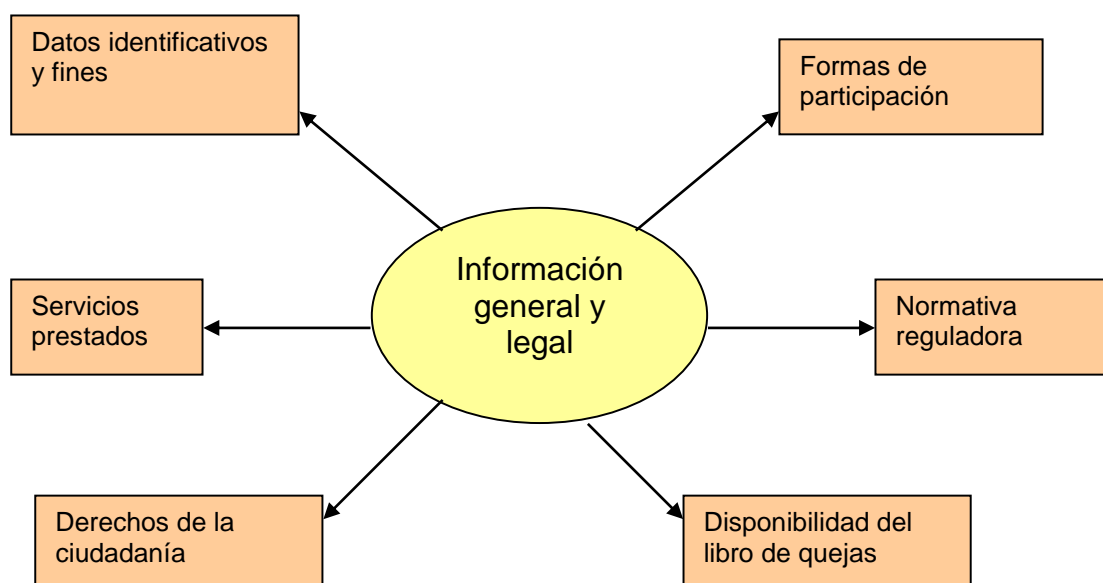 Datos identificativos
y fines
Formas de
participación
Información
general y
legal
Servicios
prestados
Normativa
reguladora
Derechos de la
ciudadanía
Disponibilidad del
libro de quejas